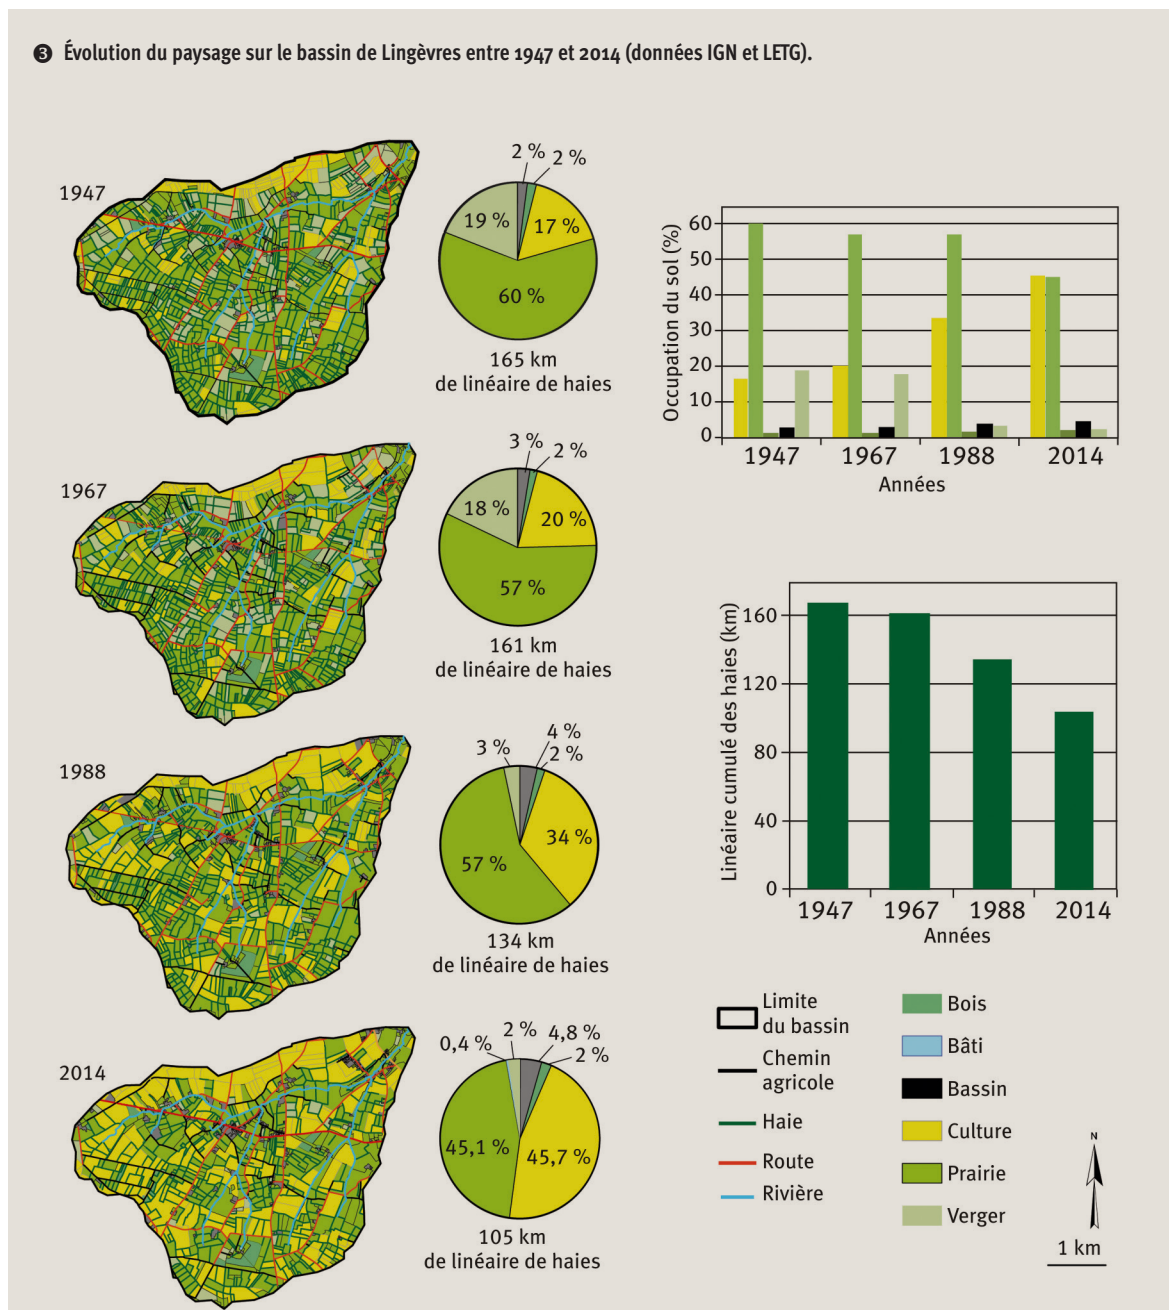 ❸ Évolution du paysage sur le bassin de Lingèvres entre 1947 et 2014 (données IGN et LETG).
1947
2 %
2 %
19 %
17 %
60 %
165 km
de linéaire de haies
1967
3 %
2 %
18 %
20 %
57 %
161 km
de linéaire de haies
1988
3 %
4 %
2 %
34 %
57 %
134 km
de linéaire de haies
2014
0,4 %
2 %
4,8 %
2 %
45,1 %
45,7 %
105 km
de linéaire de haies
Occupation du sol (%)
60
50
40
30
20
10
0
1947
1967
1988
2014
Années
Linéaire cumulé des haies (km)
160
120
80
40
0
1947
1967
1988
2014
Années
Limite
du bassin
Chemin
agricole
Haie
Route
Rivière
Bois
Bâti
Bassin
Culture
Prairie
Verger
N
1 km